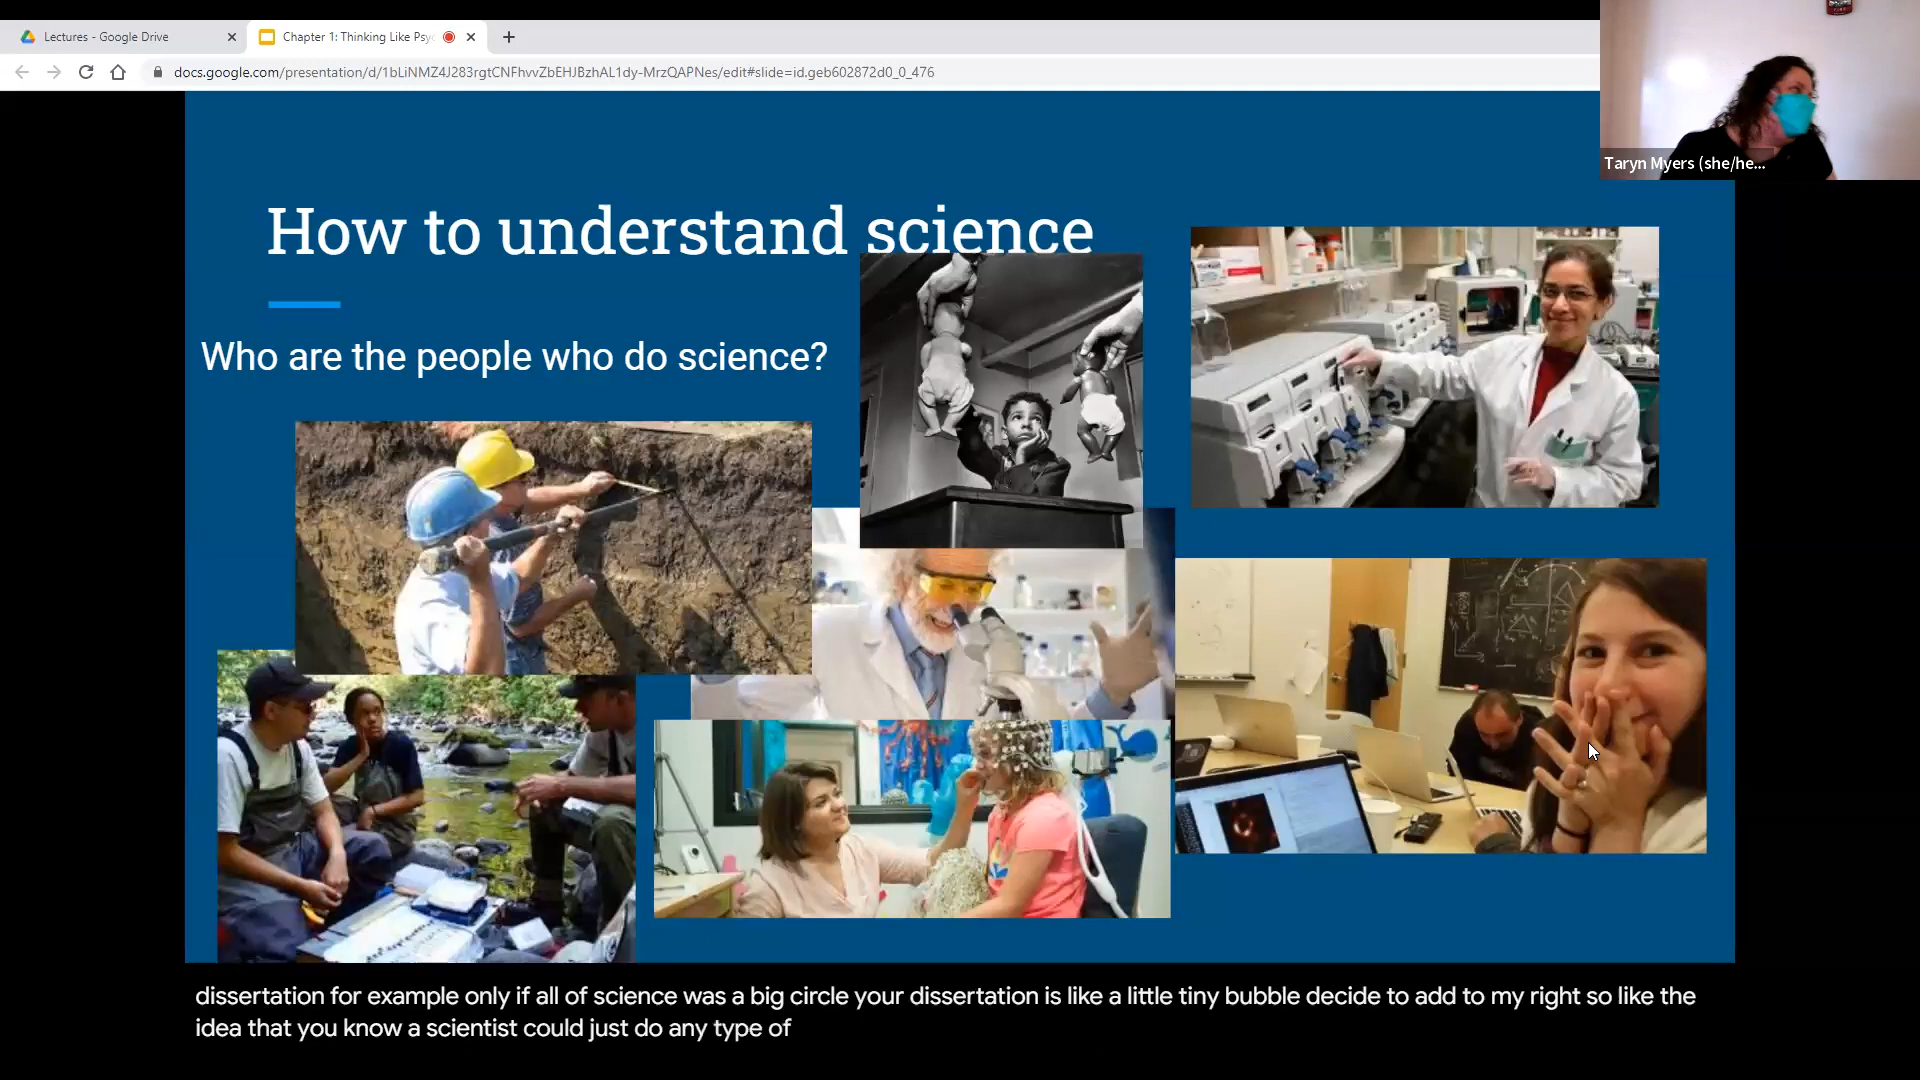 Lectures - Google Drive
Chapter 1: Thinking Like Psy
docs.google.com/presentation/d/1bLiNMZ4J283rgtCNFhvvZbEHJBzhAL1dy-MrzQAPNes/edit#slide=id.geb602872d0_0_476
Taryn Myers (she/he...
How to understand science
Who are the people who do science?
dissertation for example only if all of science was a big circle your dissertation is like a little tiny bubble decide to add to my right so like the
idea that you know a scientist could just do any type of